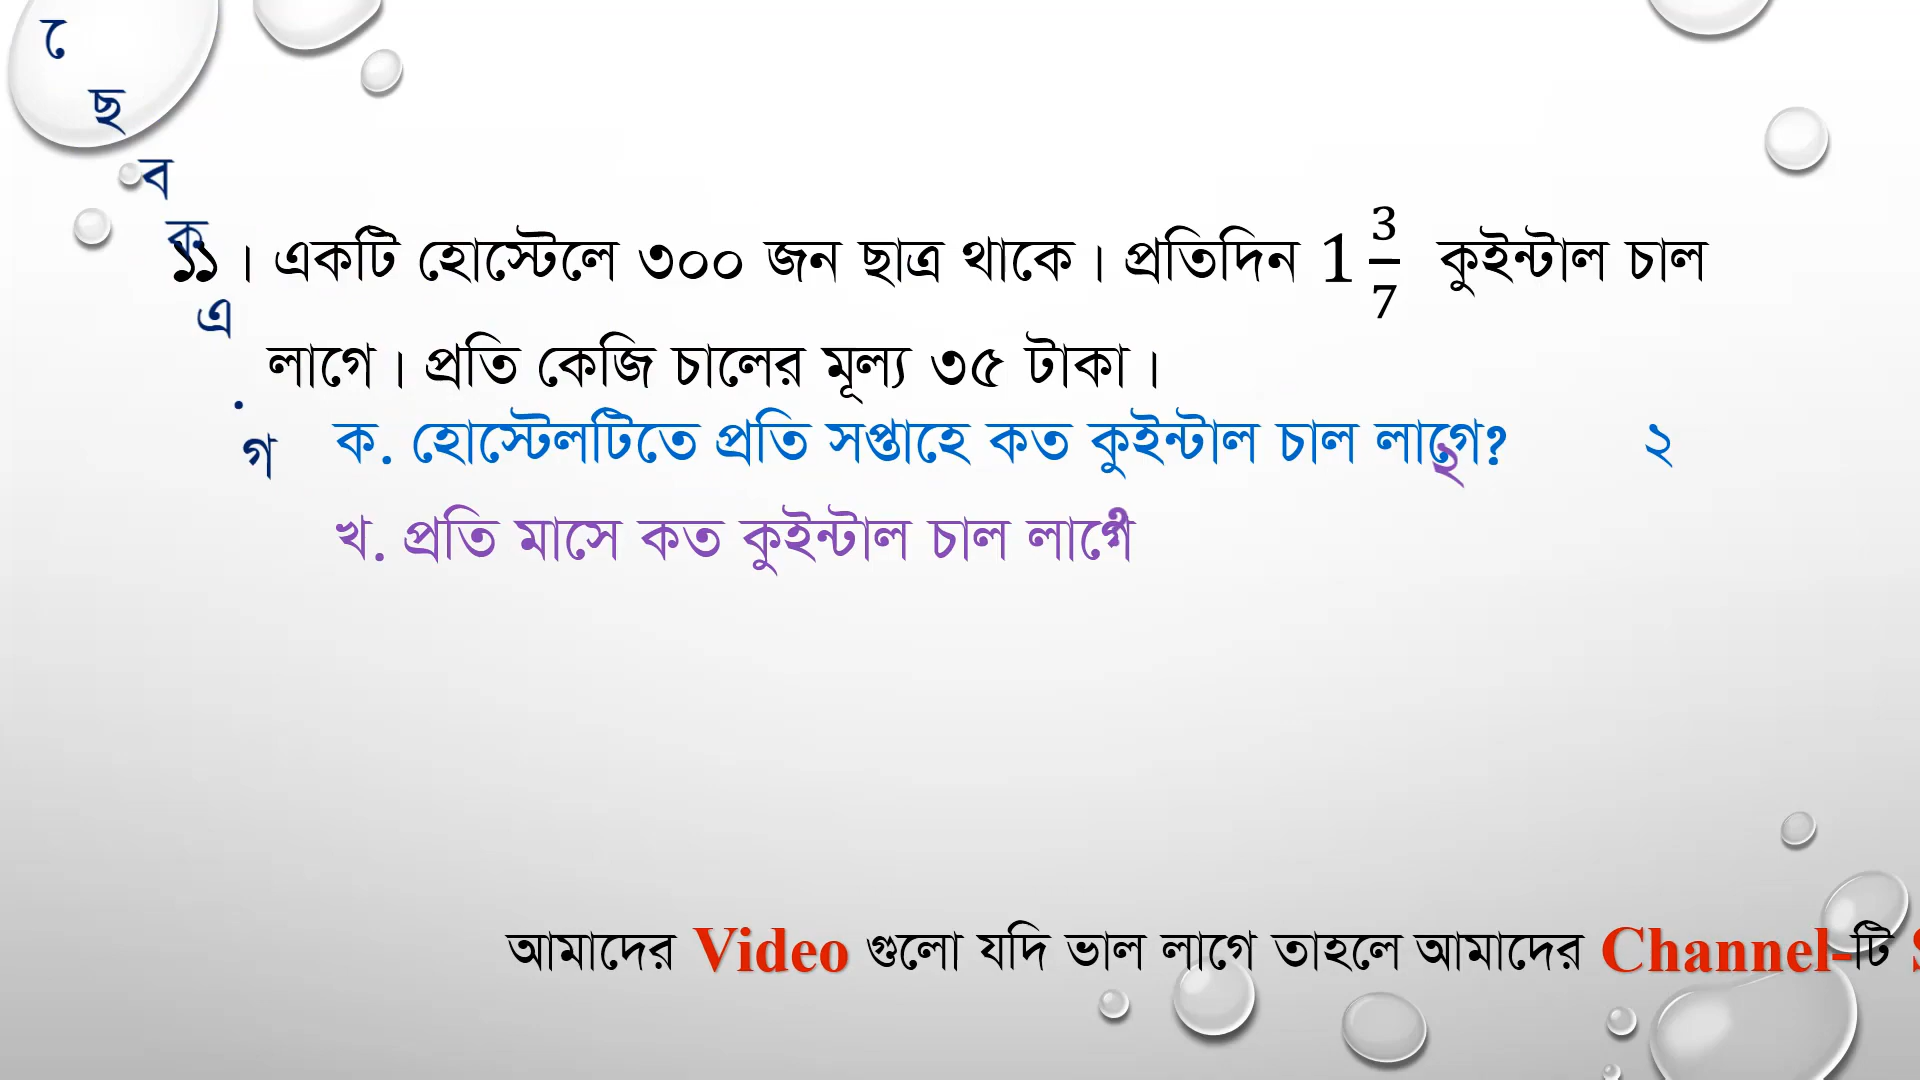 ১১। একটি হোস্টেলে ৩০০ জন ছাত্র থাকে। প্রতিদিন 1 3/7 কুইন্টাল চাল
লাগে। প্রতি কেজি চালের মূল্য ৩৫ টাকা।
ক. হোস্টেলটিতে প্রতি সপ্তাহে কত কুইন্টাল চাল লাগে? ২
খ. প্রতি মাসে কত কুইন্টাল চাল লাগে ২
গ . এ ক ব ছ ে
আমাদের Video গুলো যদি ভাল লাগে তাহলে আমাদের Channel-টি